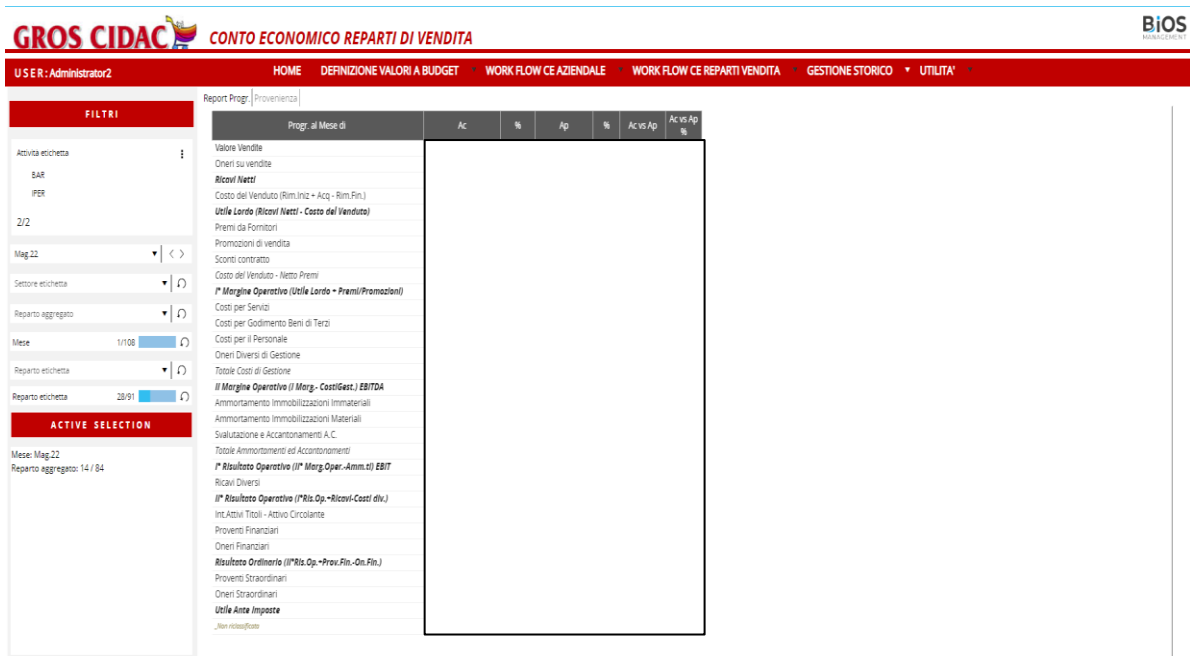 GROS CIDAC
CONTO ECONOMICO REPARTI DI VENDITA
BiOS
MANAGEMENT
USER: Administrator2
HOME DEFINIZIONE VALORI A BUDGET WORK FLOW CE AZIENDALE WORK FLOW CE REPARTI VENDITA GESTIONE STORICO UTILITA'
FILTRI
Attività etichetta
BAR
IPER
2/2
Mag.22
Settore etichetta
Reparto aggregato
Mese 1/108
Reparto etichetta
Reparto etichetta 28/91
ACTIVE SELECTION
Mese: Mag.22
Reparto aggregato: 14 / 84
Report Progr. Provenienza
Progr. al Mese di Ac % Ap % Ac vs Ap Ac vs Ap %
Valore Vendite
Oneri su vendite
Ricavi Netti
Costo del Venduto (Rim.Iniz + Acq - Rim.Fin.)
Utile Lordo (Ricavi Netti - Costo del Venduto)
Premi da Fornitori
Promozioni di vendita
Sconti contratto
Costo del Venduto - Netto Premi
I° Margine Operativo (Utile Lordo + Premi/Promozioni)
Costi per Servizi
Costi per Godimento Beni di Terzi
Costi per il Personale
Oneri Diversi di Gestione
Totale Costi di Gestione
II Margine Operativo (I Marg.- CostiGest.) EBITDA
Ammortamento Immobilizzazioni Immateriali
Ammortamento Immobilizzazioni Materiali
Svalutazione e Accantonamenti A.C.
Totale Ammortamenti ed Accantonamenti
I° Risultato Operativo (II° Marg.Oper.-Amm.ti) EBIT
Ricavi Diversi
II° Risultato Operativo (I°Ris.Op.+Ricavi-Costi div.)
Int.Attivi Titoli - Attivo Circolante
Proventi Finanziari
Oneri Finanziari
Risultato Ordinario (II°Ris.Op.+Prov.Fin.-On.Fin.)
Proventi Straordinari
Oneri Straordinari
Utile Ante Imposte
_Non riclassificato